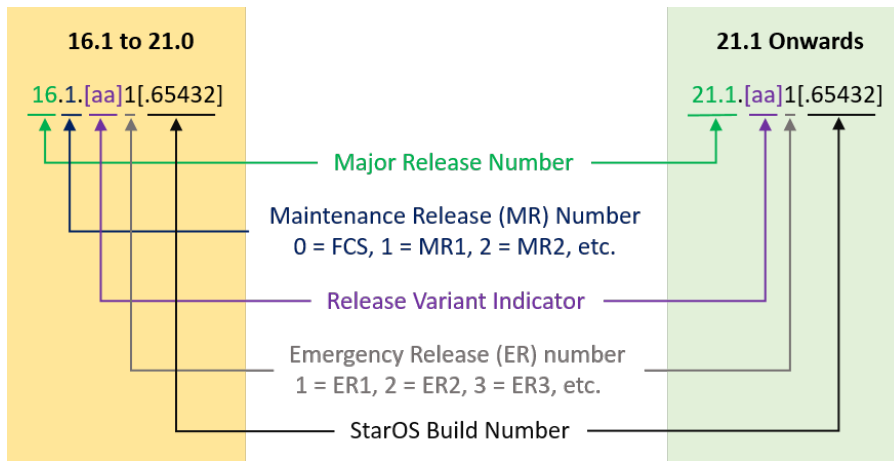 16.1 to 21.0
21.1 Onwards
16.1.[aa]1[.65432]
21.1.[aa]1[.65432]
Major Release Number
Maintenance Release (MR) Number
0 = FCS, 1 = MR1, 2 = MR2, etc.
Release Variant Indicator
Emergency Release (ER) number
1 = ER1, 2 = ER2, 3 = ER3, etc.
StarOS Build Number